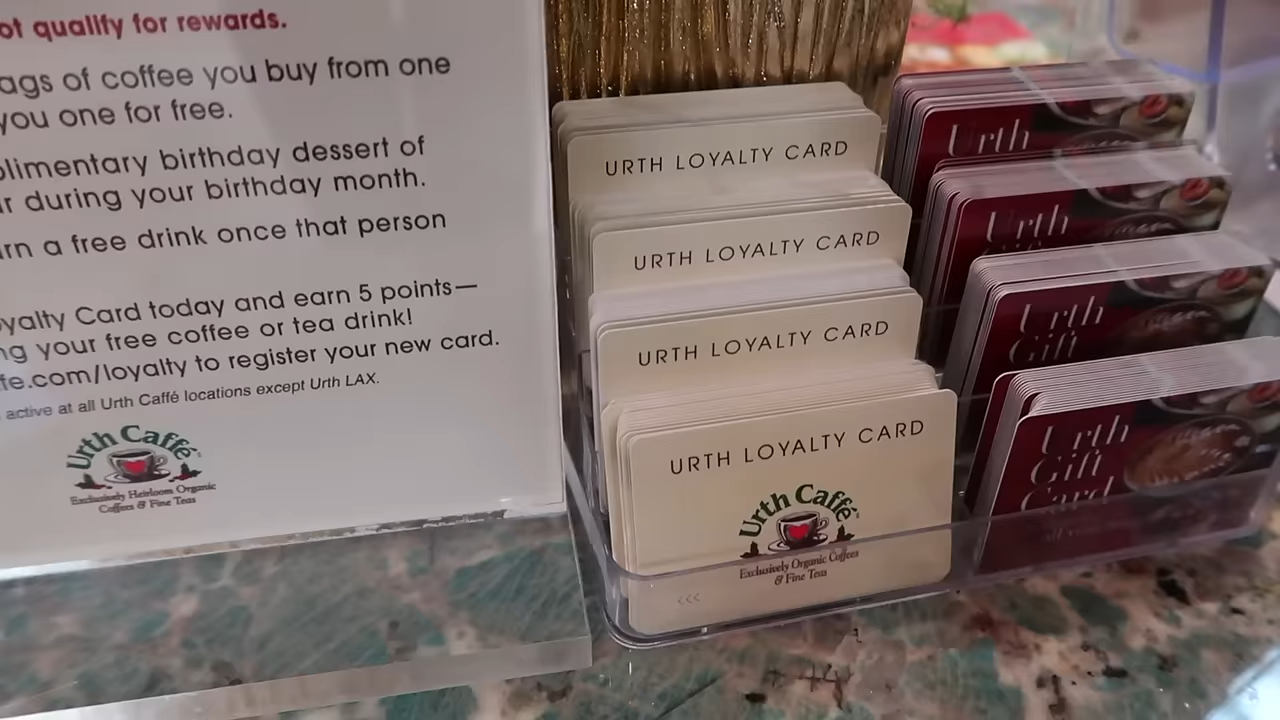 ot qualify for rewards.
ags of coffee you buy from one
you one for free.
plimentary birthday dessert of
r during your birthday month.
rn a free drink once that person
yalty Card today and earn 5 points—
ng your free coffee or tea drink!
fe.com/loyalty to register your new card.
active at all Urth Caffé locations except Urth LAX.
Urth Caffé™
Exclusively Heirloom Organic
Coffees & Fine Teas
URTH LOYALTY CARD
URTH LOYALTY CARD
URTH LOYALTY CARD
URTH LOYALTY CARD
Urth Caffé™
Exclusively Organic Coffees
& Fine Teas
<<<
Urth
Urth
Urth
Gift
Urth
Gift
Card